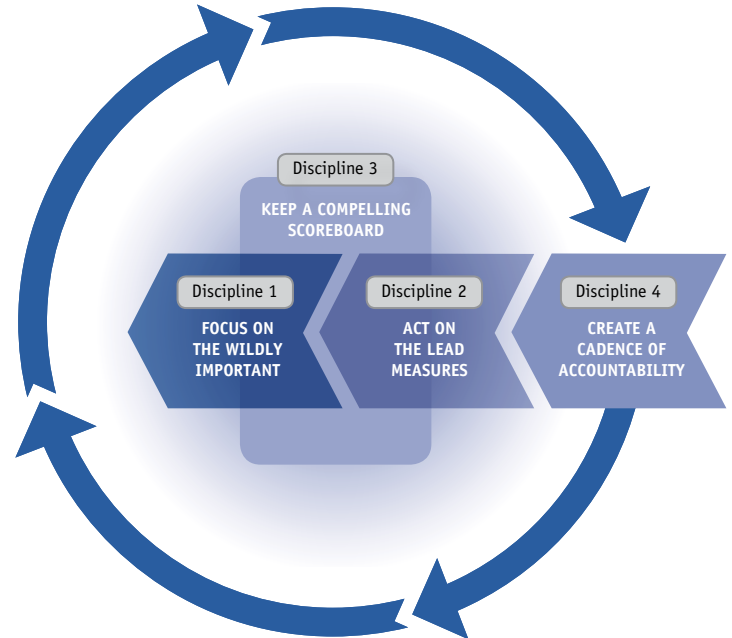 Discipline 3
KEEP A COMPELLING
SCOREBOARD
Discipline 1
FOCUS ON
THE WILDLY
IMPORTANT
Discipline 2
ACT ON
THE LEAD
MEASURES
Discipline 4
CREATE A
CADENCE OF
ACCOUNTABILITY